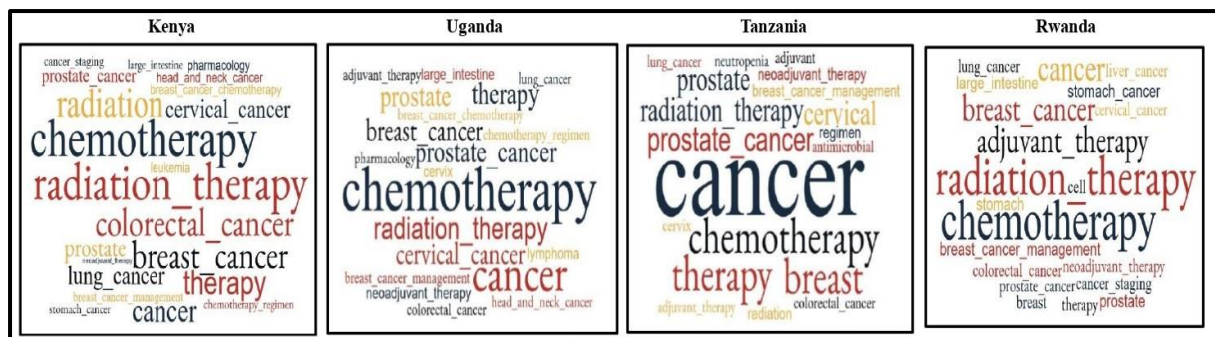 Kenya
cancer_staging large_intestine pharmacology
prostate_cancer head_and_neck_cancer
breast_cancer_chemotherapy
radiation cervical_cancer
chemotherapy
leukemia
radiation_therapy
colorectal_cancer
prostate breast_cancer
neoadjuvant_therapy
lung_cancer therapy
breast_cancer_management chemotherapy_regimen
stomach_cancer cancer
Uganda
adjuvant_therapy large_intestine lung_cancer
prostate therapy
breast_cancer_chemotherapy
breast_cancer chemotherapy_regimen
pharmacology prostate_cancer
cervix
chemotherapy
radiation_therapy
cervical_cancer lymphoma
breast_cancer_management cancer
neoadjuvant_therapy head_and_neck_cancer
colorectal_cancer
Tanzania
lung_cancer neutropenia adjuvant
prostate neoadjuvant_therapy
breast_cancer_management
radiation_therapy cervical
prostate_cancer regimen
antimicrobial
cancer
cervix
chemotherapy
therapy breast
colorectal_cancer
adjuvant_therapy radiation
Rwanda
lung_cancer cancer liver_cancer
large_intestine stomach_cancer
breast_cancer cervical_cancer
adjuvant_therapy
radiation_therapy
cell
stomach
chemotherapy
breast_cancer_management
colorectal_cancer neoadjuvant_therapy
prostate_cancer cancer_staging
breast therapy prostate